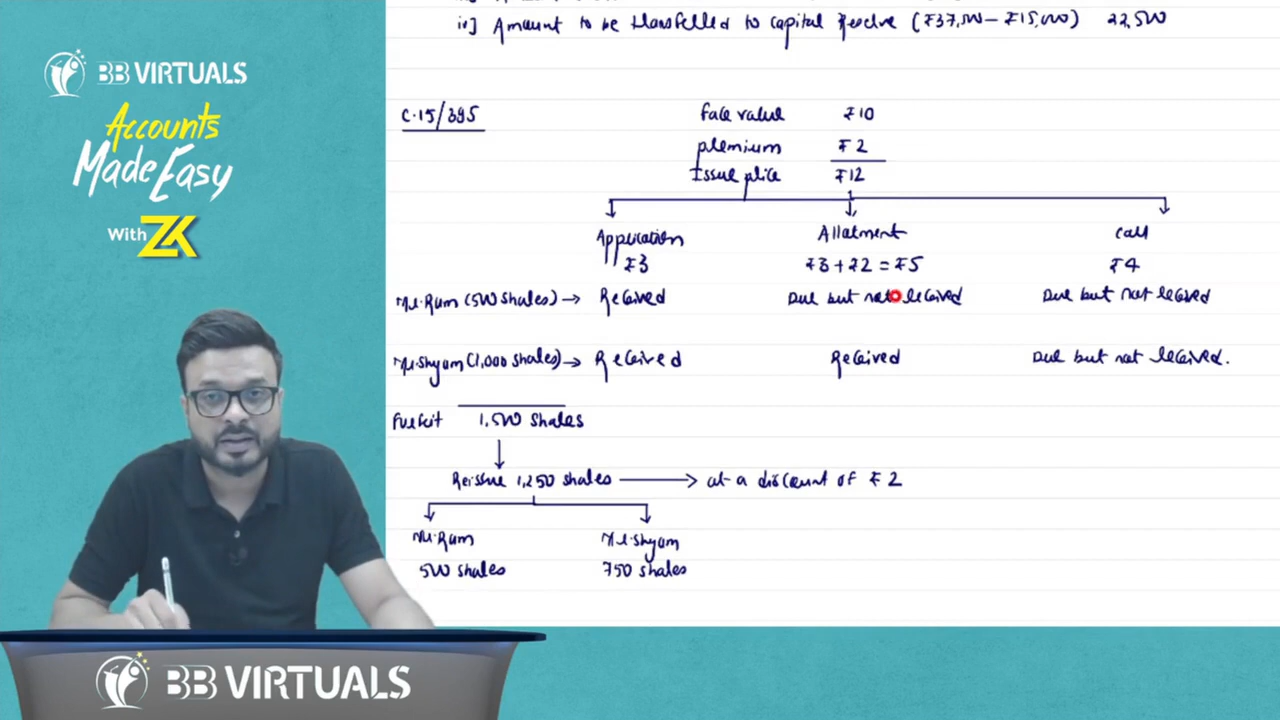 iv] Amount to be transferred to capital Reserve (₹37,500 – ₹15,000) 22,500
BB VIRTUALS
Accounts
Made Easy
With ZK
C.15/395
Face value ₹10
premium ₹2
Issue price ₹12
Application Allotment Call
₹3 ₹3 + ₹2 = ₹5 ₹4
Mr. Ram (500 shares) → Received Due but not received Due but not received
Mr. Shyam (1,000 shares) → Received Received Due but not received.
Forfeit 1,500 shares
Reissue 1,250 shares → at a discount of ₹2
Mr. Ram Mr. Shyam
500 shares 750 shares
BB VIRTUALS